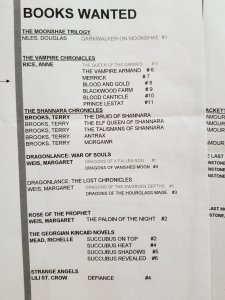 BOOKS WANTED
THE MOONSHAE TRILOGY
NILES, DOUGLAS DARKWALKER ON MOONSHAE #1
THE VAMPIRE CHRONICLES
RICE, ANNE THE QUEEN OF THE DAMNED #3
THE VAMPIRE ARMAND #6
MERRICK #7
BLOOD AND GOLD #8
BLACKWOOD FARM #9
BLOOD CANTICLE #10
PRINCE LESTAT #11
THE SHANNARA CHRONICLES
BROOKS, TERRY THE DRUID OF SHANNARA
BROOKS, TERRY THE ELF QUEEN OF SHANNARA
BROOKS, TERRY THE TALISMANS OF SHANNARA
BROOKS, TERRY ANTRAX
BROOKS, TERRY MORGAWR
DRAGONLANCE: WAR OF SOULS
WEIS, MARGARET DRAGONS OF A FALLEN SUN #1
DRAGONS OF VANISHED MOON #3
DRAGONLANCE: THE LOST CHRONICLES
WEIS, MARGARET DRAGONS OF THE DWARVEN DEPTHS #1
DRAGONS OF THE HOURGLASS MAGE #3
ROSE OF THE PROPHET
WEIS, MARGARET THE PALDIN OF THE NIGHT #2
THE GEORGINA KINCAID NOVELS
MEAD, RICHELLE SUCCUBUS ON TOP #2
SUCCUBUS HEAT #4
SUCCUBUS SHADOWS #5
SUCCUBUS REVEALED #6
STRANGE ANGELS
LILI ST. CROW DEFIANCE #4